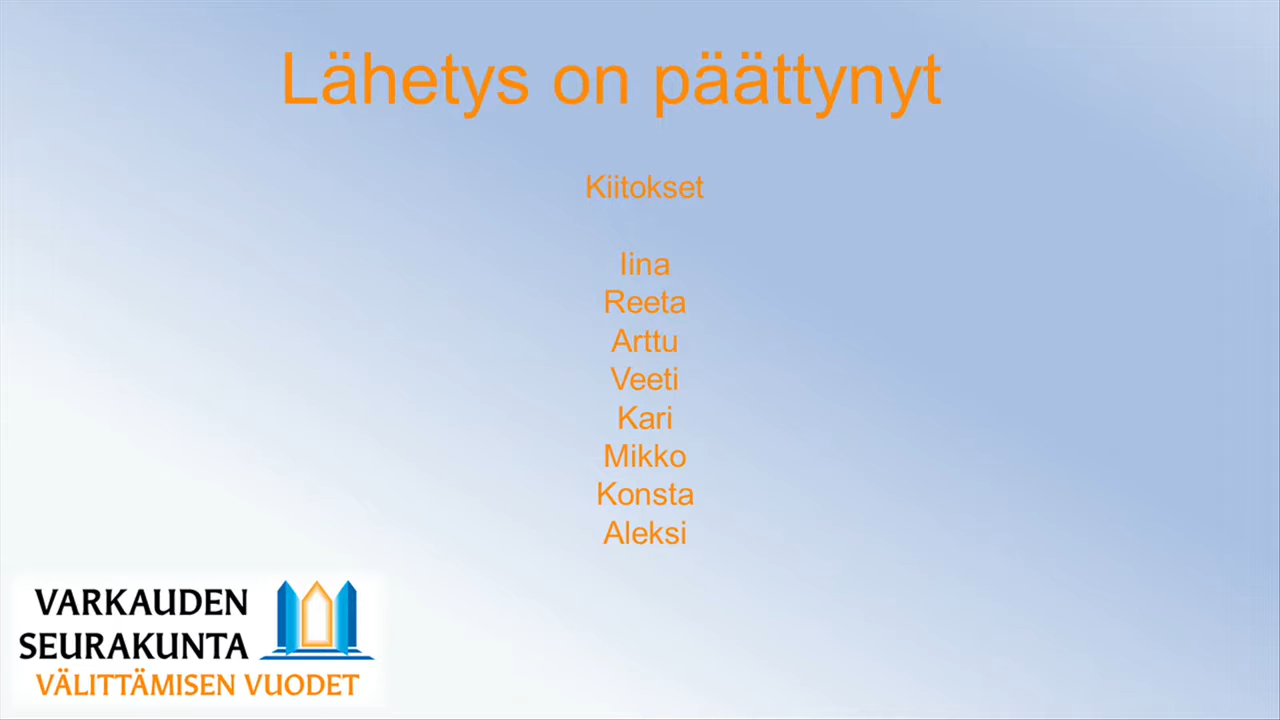 Lähetys on päättynyt
Kiitokset
Iina
Reeta
Arttu
Veeti
Kari
Mikko
Konsta
Aleksi
VARKAUDEN
SEURAKUNTA
VÄLITTÄMISEN VUODET